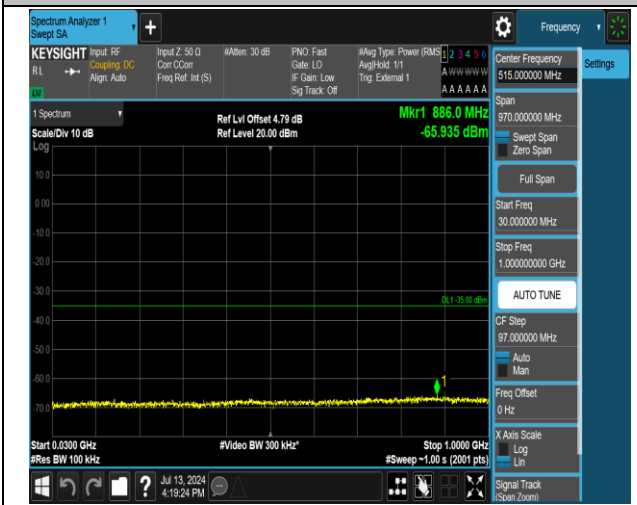 Spectrum Analyzer 1
Swept SA
Frequency
KEYSIGHT
Input: RF
Coupling: DC
Align: Auto
Input Z: 50 Ω
Corr CCorr
Freq Ref: Int (S)
#Atten: 30 dB
PNO: Fast
Gate: LO
IF Gain: Low
Sig Track: Off
#Avg Type: Power (RMS
Avg|Hold: 1/1
Trig: External 1
1 2 3 4 5 6
A WW WW W
A A A A A A
RL
LXI
1 Spectrum
Scale/Div 10 dB
Ref Lvl Offset 4.79 dB
Ref Level 20.00 dBm
Mkr1 886.0 MHz
-65.935 dBm
Log
10.0
0.00
-10.0
-20.0
-30.0
-40.0
-50.0
-60.0
-70.0
DL1 -35.00 dBm
1
Start 0.0300 GHz
#Res BW 100 kHz
#Video BW 300 kHz*
Stop 1.0000 GHz
#Sweep ~1.00 s (2001 pts)
Center Frequency
515.000000 MHz
Settings
Span
970.000000 MHz
Swept Span
Zero Span
Full Span
Start Freq
30.000000 MHz
Stop Freq
1.000000000 GHz
AUTO TUNE
CF Step
97.000000 MHz
Auto
Man
Freq Offset
0 Hz
X Axis Scale
Log
Lin
Signal Track
(Span Zoom)
?
Jul 13, 2024
4:19:24 PM